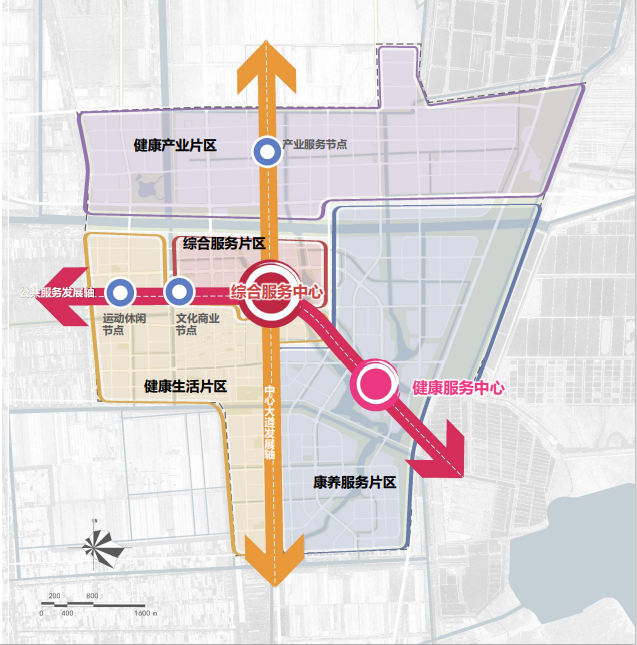 健康产业片区
产业服务节点
综合服务片区
公共服务发展轴
综合服务中心
运动休闲
节点
文化商业
节点
健康生活片区
健康服务中心
中心大道发展轴
康养服务片区
200 800
0 400 1600 m